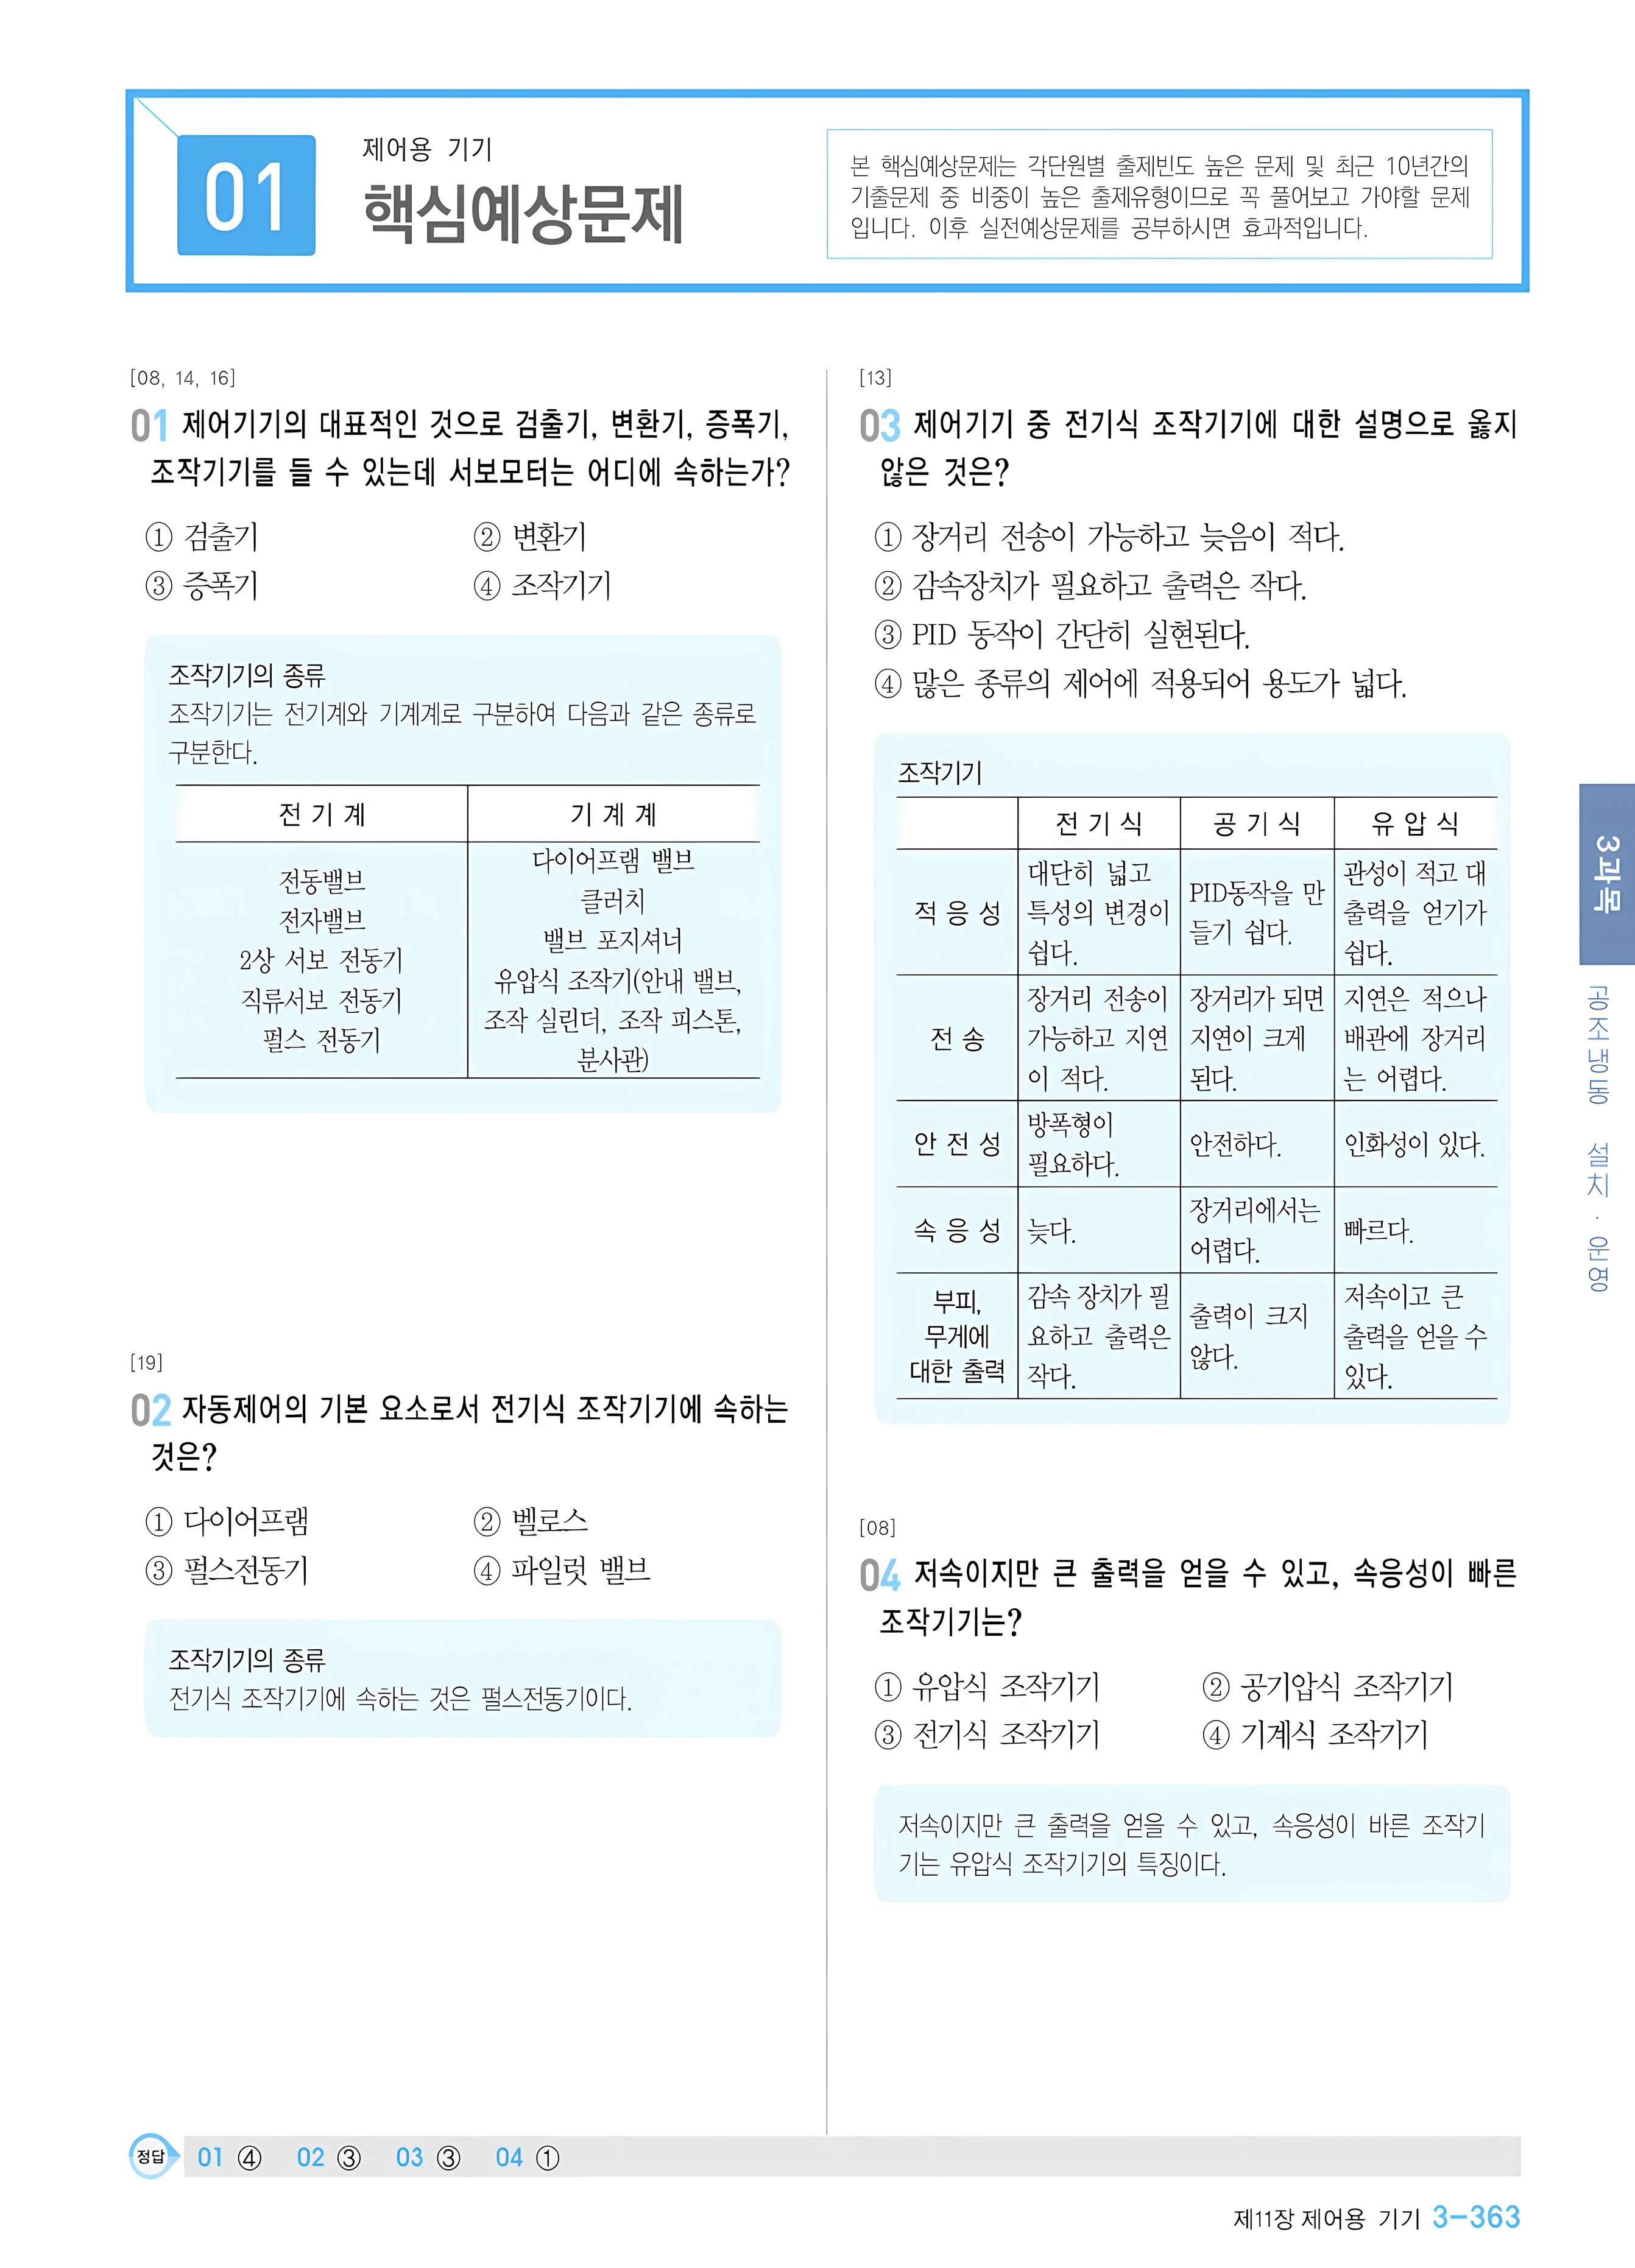 01
제어용 기기
핵심예상문제
본 핵심예상문제는 각단원별 출제빈도 높은 문제 및 최근 10년간의
기출문제 중 비중이 높은 출제유형이므로 꼭 풀어보고 가야할 문제
입니다. 이후 실전예상문제를 공부하시면 효과적입니다.
[08, 14, 16]
01 제어기기의 대표적인 것으로 검출기, 변환기, 증폭기,
조작기기를 들 수 있는데 서보모터는 어디에 속하는가?
① 검출기 ② 변환기
③ 증폭기 ④ 조작기기
조작기기의 종류
조작기기는 전기계와 기계계로 구분하여 다음과 같은 종류로
구분한다.
전 기 계 기 계 계
전동밸브
전자밸브
2상 서보 전동기
직류서보 전동기
펄스 전동기
다이어프램 밸브
클러치
밸브 포지셔너
유압식 조작기(안내 밸브,
조작 실린더, 조작 피스톤,
분사관)
[19]
02 자동제어의 기본 요소로서 전기식 조작기기에 속하는
것은?
① 다이어프램 ② 벨로스
③ 펄스전동기 ④ 파일럿 밸브
조작기기의 종류
전기식 조작기기에 속하는 것은 펄스전동기이다.
[13]
03 제어기기 중 전기식 조작기기에 대한 설명으로 옳지
않은 것은?
① 장거리 전송이 가능하고 늦음이 적다.
② 감속장치가 필요하고 출력은 작다.
③ PID 동작이 간단히 실현된다.
④ 많은 종류의 제어에 적용되어 용도가 넓다.
조작기기
전 기 식 공 기 식 유 압 식
적 응 성
대단히 넓고
특성의 변경이
쉽다.
PID동작을 만
들기 쉽다.
관성이 적고 대
출력을 얻기가
쉽다.
전 송
장거리 전송이
가능하고 지연
이 적다.
장거리가 되면
지연이 크게
된다.
지연은 적으나
배관에 장거리
는 어렵다.
안 전 성
방폭형이
필요하다.
안전하다.
인화성이 있다.
속 응 성
늦다.
장거리에서는
어렵다.
빠르다.
부피,
무게에
대한 출력
감속 장치가 필
요하고 출력은
작다.
출력이 크지
않다.
저속이고 큰
출력을 얻을 수
있다.
[08]
04 저속이지만 큰 출력을 얻을 수 있고, 속응성이 빠른
조작기기는?
① 유압식 조작기기 ② 공기압식 조작기기
③ 전기식 조작기기 ④ 기계식 조작기기
저속이지만 큰 출력을 얻을 수 있고, 속응성이 바른 조작기
기는 유압식 조작기기의 특징이다.
3과목
공조냉동 설치 · 운영
정답 01 ④ 02 ③ 03 ③ 04 ①
제11장 제어용 기기 3-363